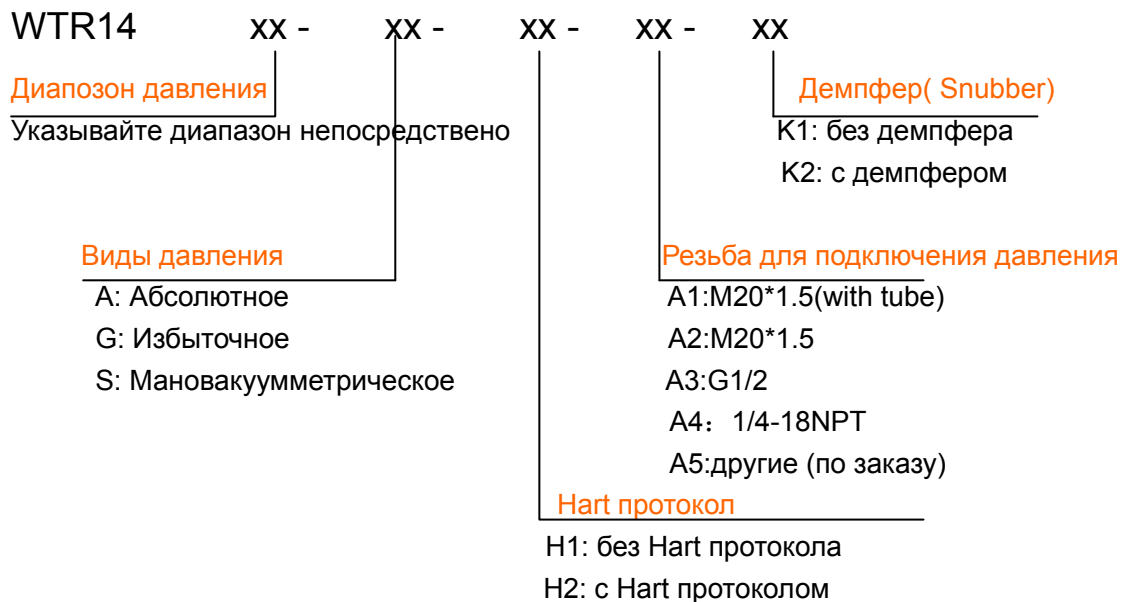 WTR14 xx - xx - xx - xx - xx
Диапозон давления
Указывайте диапазон непосредствено
Демпфер( Snubber)
K1: без демпфера
K2: с демпфером
Виды давления
A: Абсолютное
G: Избыточное
S: Мановакуумметрическое
Резьба для подключения давления
A1:M20*1.5(with tube)
A2:M20*1.5
A3:G1/2
A4：1/4-18NPT
A5:другие (по заказу)
Hart протокол
H1: без Hart протокола
H2: с Hart протоколом